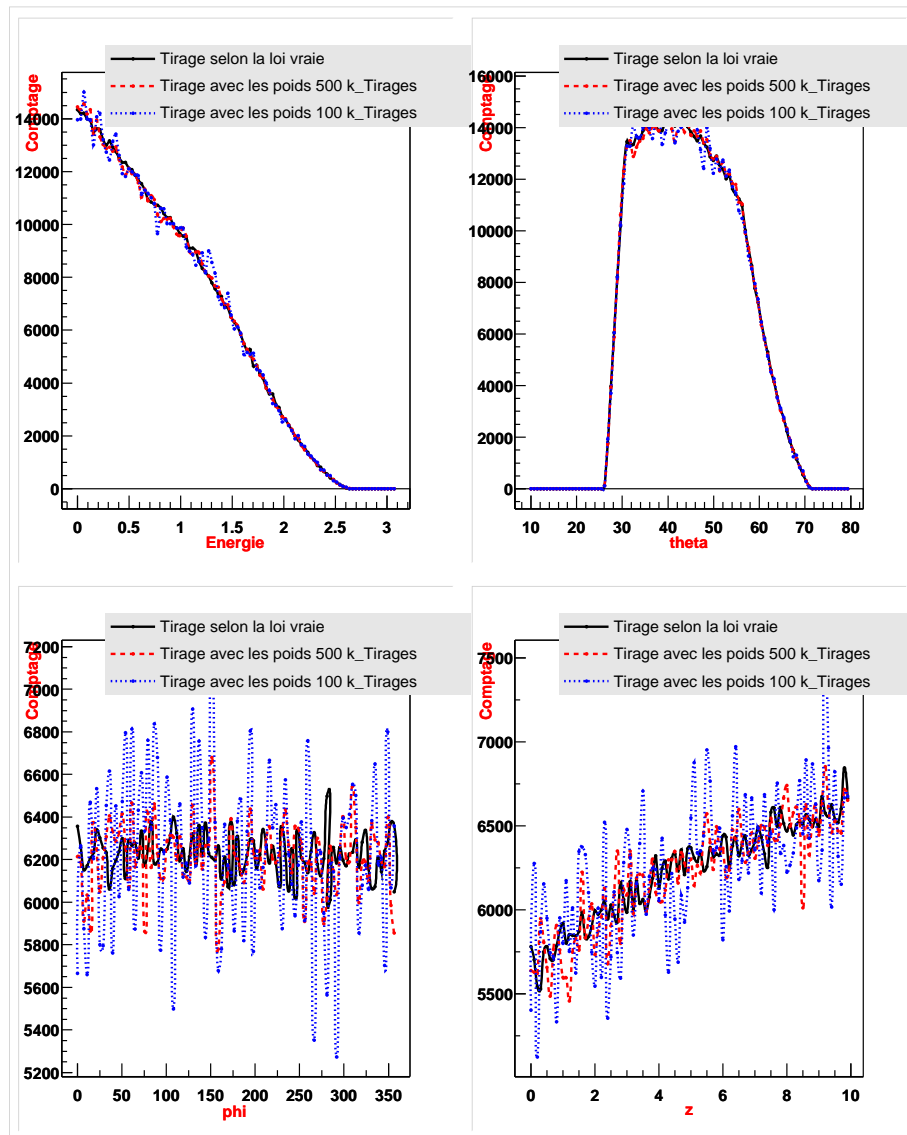 Tirage selon la loi vraie
Tirage avec les poids 500 k_Tirages
Tirage avec les poids 100 k_Tirages
Comptage
14000
12000
10000
8000
6000
4000
2000
0
0 0.5 1 1.5 2 2.5 3
Energie
Tirage selon la loi vraie
Tirage avec les poids 500 k_Tirages
Tirage avec les poids 100 k_Tirages
Comptage
16000
14000
12000
10000
8000
6000
4000
2000
0
10 20 30 40 50 60 70 80
theta
Tirage selon la loi vraie
Tirage avec les poids 500 k_Tirages
Tirage avec les poids 100 k_Tirages
Comptage
7200
7000
6800
6600
6400
6200
6000
5800
5600
5400
5200
0 50 100 150 200 250 300 350
phi
Tirage selon la loi vraie
Tirage avec les poids 500 k_Tirages
Tirage avec les poids 100 k_Tirages
Comptage
7500
7000
6500
6000
5500
0 2 4 6 8 10
z